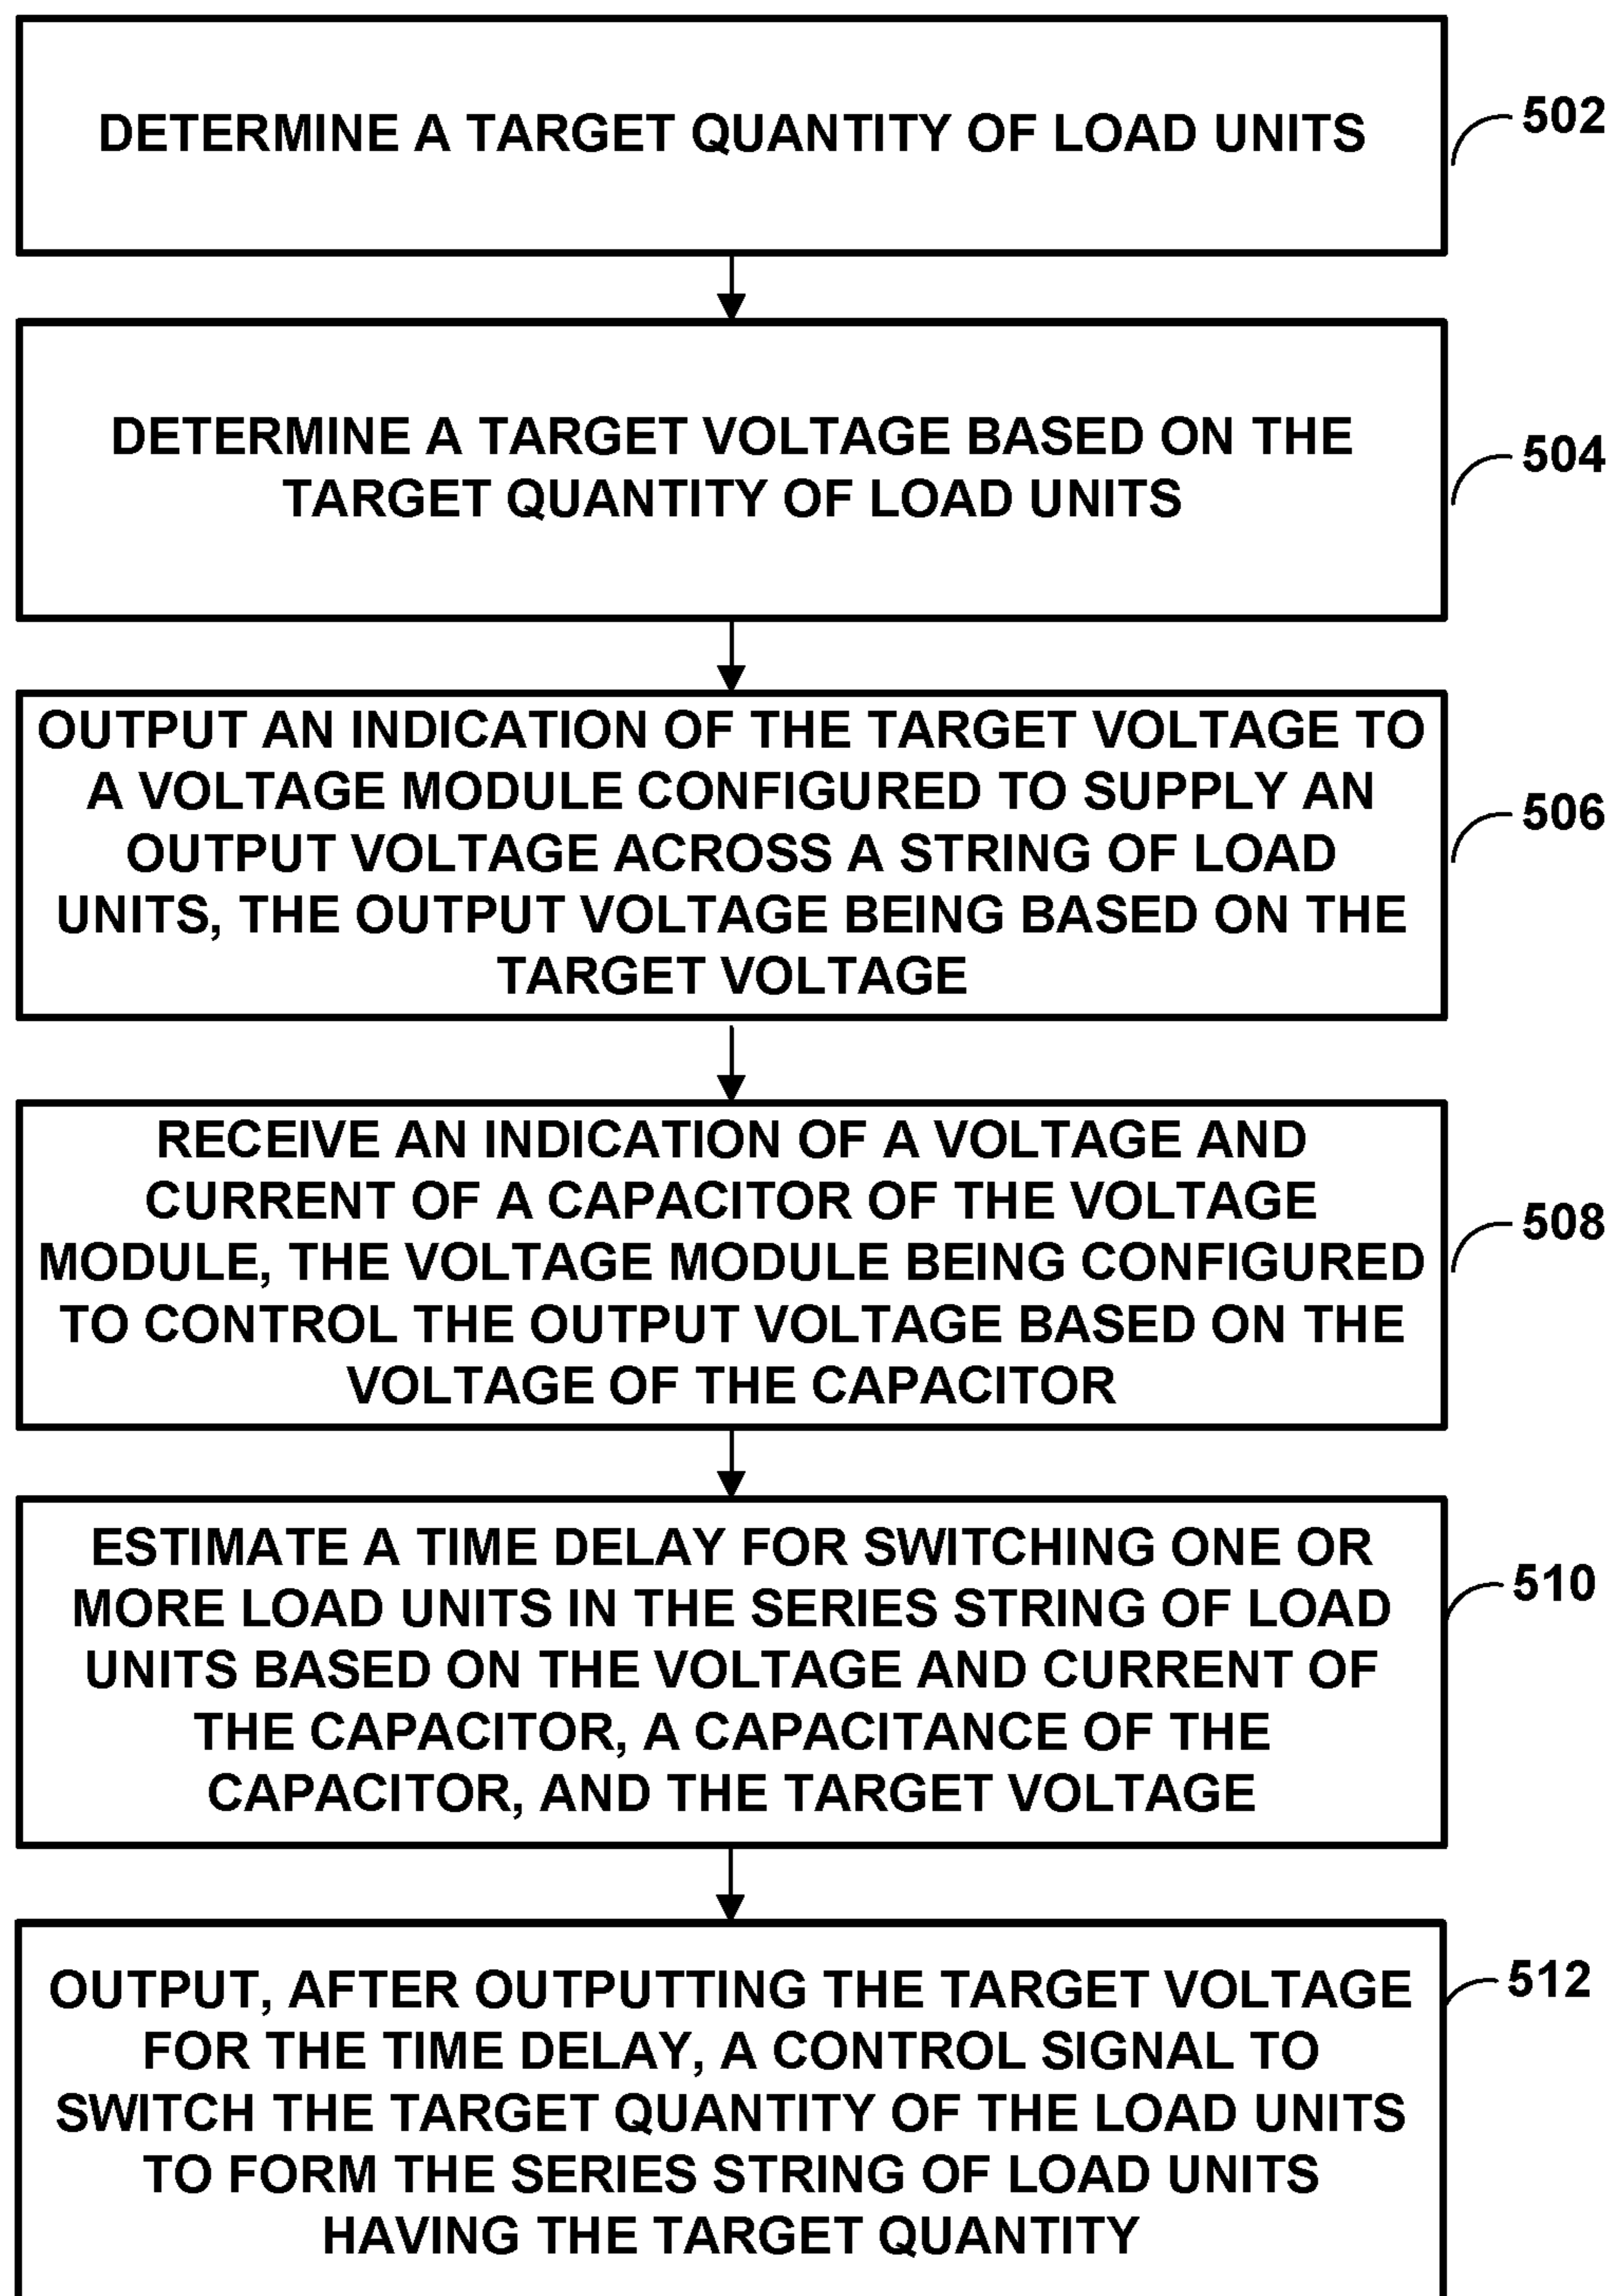 DETERMINE A TARGET QUANTITY OF LOAD UNITS
502
DETERMINE A TARGET VOLTAGE BASED ON THE
TARGET QUANTITY OF LOAD UNITS
504
OUTPUT AN INDICATION OF THE TARGET VOLTAGE TO
A VOLTAGE MODULE CONFIGURED TO SUPPLY AN
OUTPUT VOLTAGE ACROSS A STRING OF LOAD
UNITS, THE OUTPUT VOLTAGE BEING BASED ON THE
TARGET VOLTAGE
506
RECEIVE AN INDICATION OF A VOLTAGE AND
CURRENT OF A CAPACITOR OF THE VOLTAGE
MODULE, THE VOLTAGE MODULE BEING CONFIGURED
TO CONTROL THE OUTPUT VOLTAGE BASED ON THE
VOLTAGE OF THE CAPACITOR
508
ESTIMATE A TIME DELAY FOR SWITCHING ONE OR
MORE LOAD UNITS IN THE SERIES STRING OF LOAD
UNITS BASED ON THE VOLTAGE AND CURRENT OF
THE CAPACITOR, A CAPACITANCE OF THE
CAPACITOR, AND THE TARGET VOLTAGE
510
OUTPUT, AFTER OUTPUTTING THE TARGET VOLTAGE
FOR THE TIME DELAY, A CONTROL SIGNAL TO
SWITCH THE TARGET QUANTITY OF THE LOAD UNITS
TO FORM THE SERIES STRING OF LOAD UNITS
HAVING THE TARGET QUANTITY
512